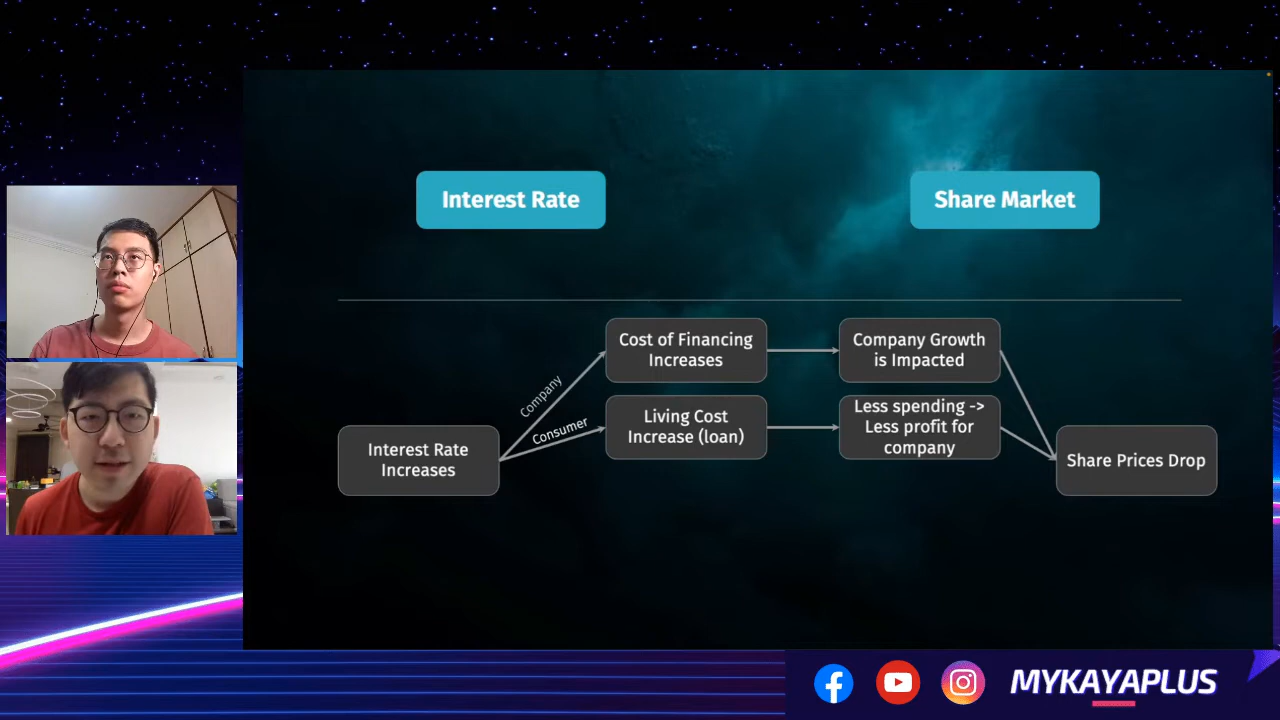 Interest Rate
Share Market
Cost of Financing
Increases
Company Growth
is Impacted
Company
Consumer
Living Cost
Increase (loan)
Less spending ->
Less profit for
company
Interest Rate
Increases
Share Prices Drop
MYKAYAPLUS